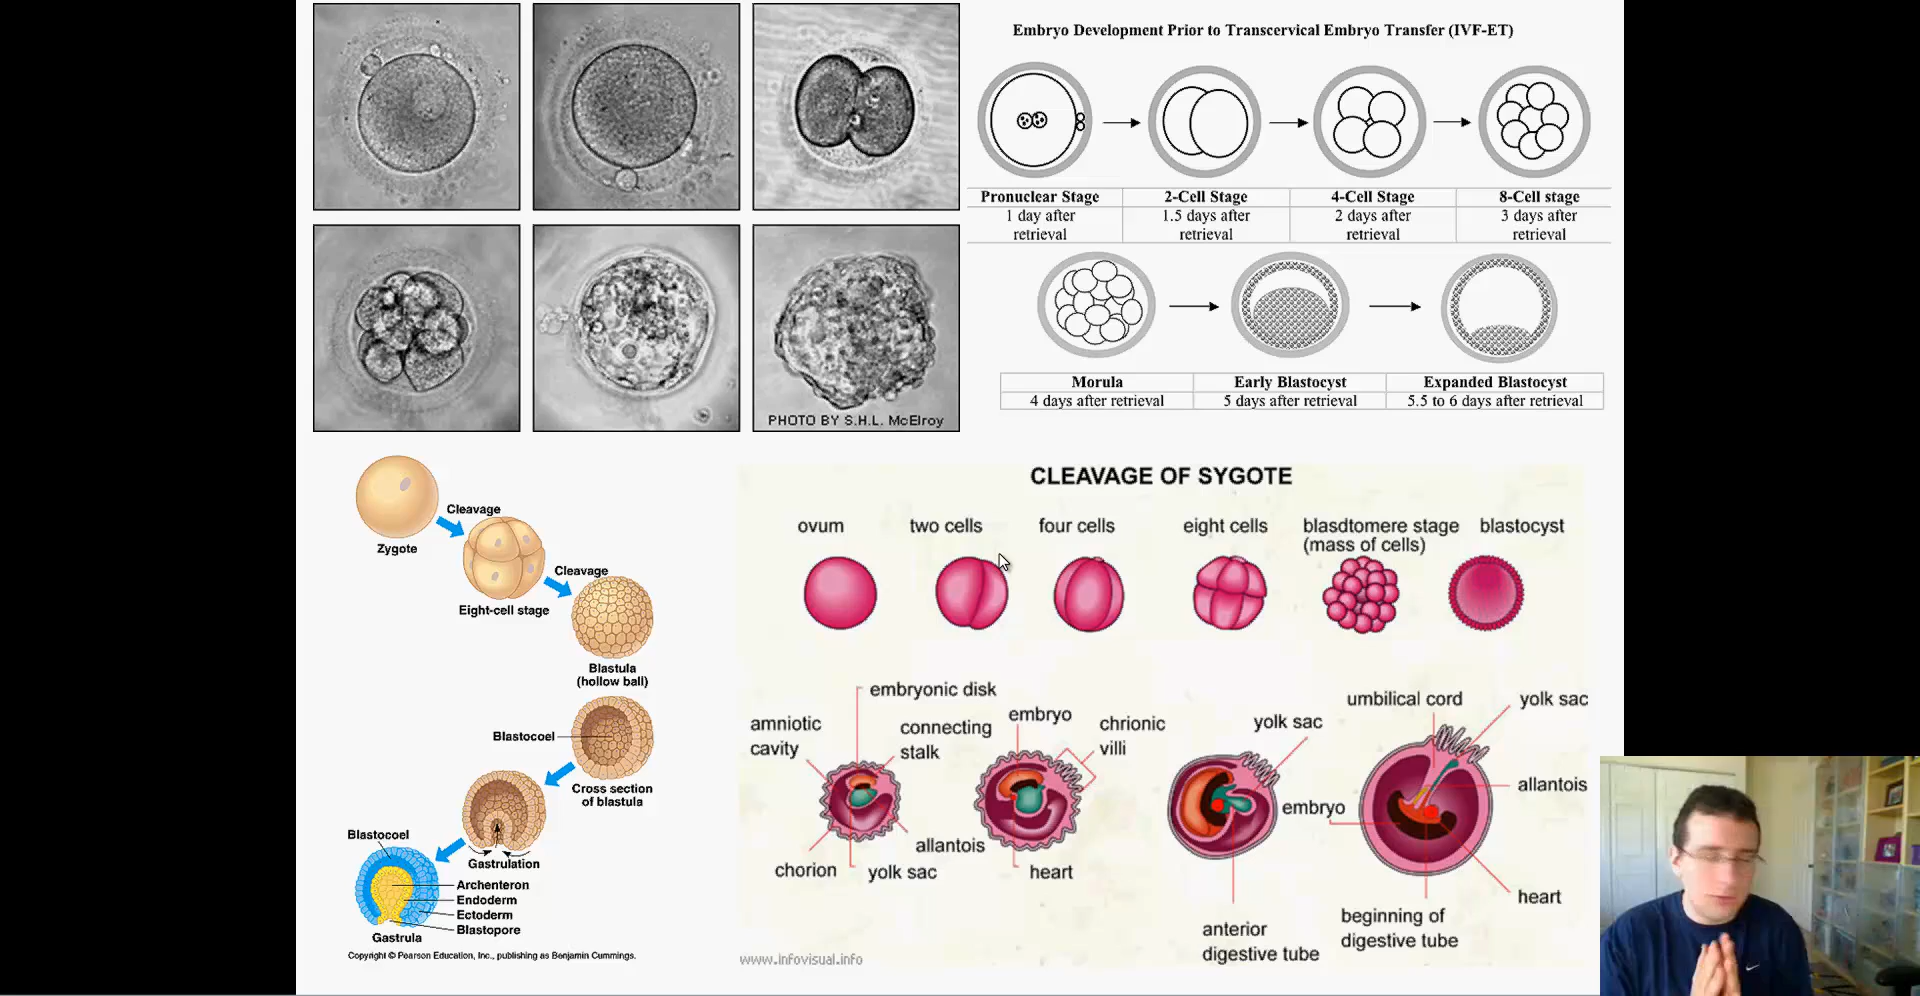 PHOTO BY S.H.L. McElroy
Embryo Development Prior to Transcervical Embryo Transfer (IVF-ET)
Pronuclear Stage
1 day after
retrieval
2-Cell Stage
1.5 days after
retrieval
4-Cell Stage
2 days after
retrieval
8-Cell stage
3 days after
retrieval
Morula
4 days after retrieval
Early Blastocyst
5 days after retrieval
Expanded Blastocyst
5.5 to 6 days after retrieval
Cleavage
Zygote
Cleavage
Eight-cell stage
Blastula
(hollow ball)
Blastocoel
Cross section
of blastula
Blastocoel
Gastrulation
Archenteron
Endoderm
Ectoderm
Blastopore
Gastrula
Copyright © Pearson Education, Inc., publishing as Benjamin Cummings.
CLEAVAGE OF SYGOTE
ovum
two cells
four cells
eight cells
blasdtomere stage
(mass of cells)
blastocyst
embryonic disk
amniotic
cavity
connecting
stalk
embryo
chrionic
villi
chorion
yolk sac
allantois
heart
yolk sac
embryo
anterior
digestive tube
umbilical cord
yolk sac
allantois
heart
beginning of
digestive tube
www.infovisual.info